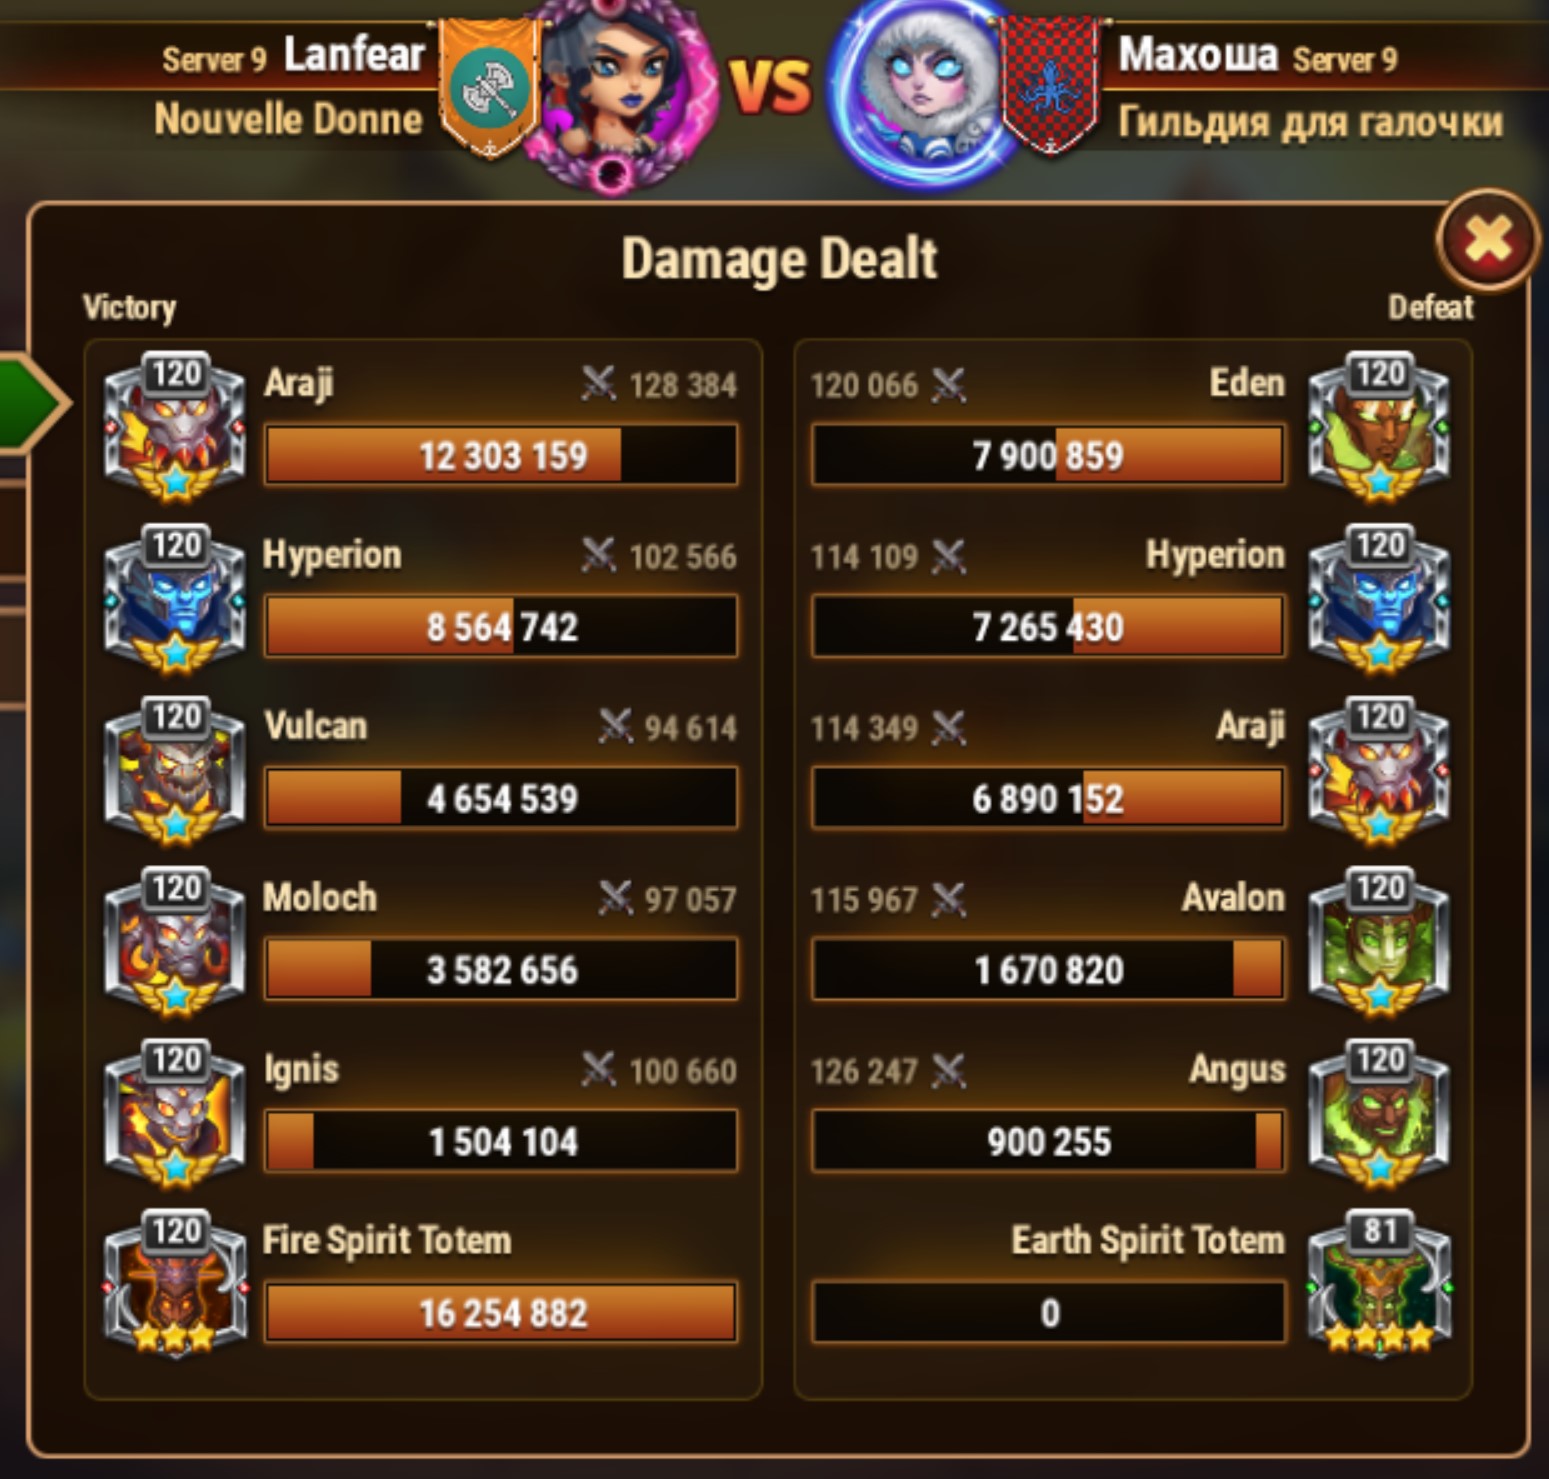 Server 9 Lanfear VS Махоша Server 9
Nouvelle Donne Гильдия для галочки
Damage Dealt
Victory Defeat
120 Araji 128 384 120 066 Eden 120
12 303 159 7 900 859
120 Hyperion 102 566 114 109 Hyperion 120
8 564 742 7 265 430
120 Vulcan 94 614 114 349 Araji 120
4 654 539 6 890 152
120 Moloch 97 057 115 967 Avalon 120
3 582 656 1 670 820
120 Ignis 100 660 126 247 Angus 120
1 504 104 900 255
120 Fire Spirit Totem Earth Spirit Totem 81
16 254 882 0